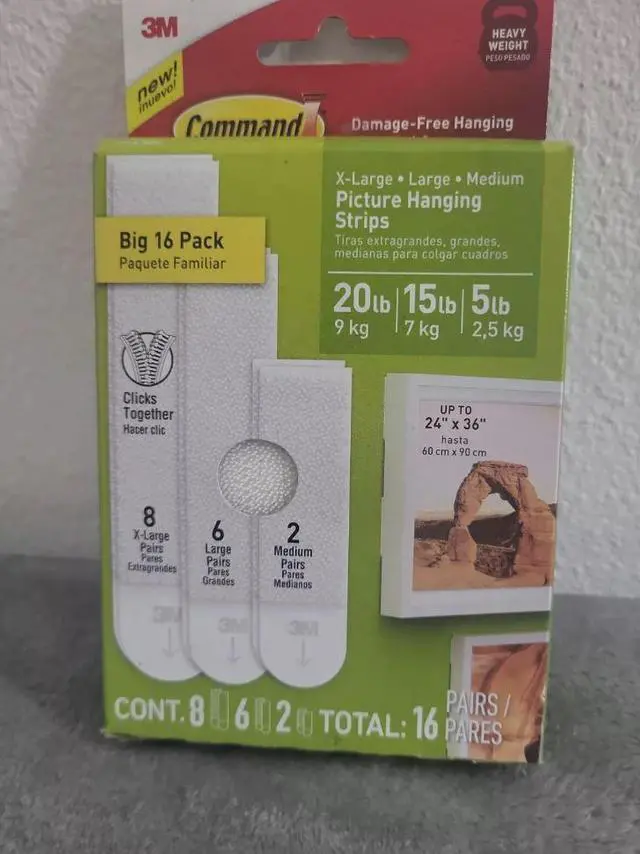 3M
new!
¡nuevo!
HEAVY
WEIGHT
PESO PESADO
Command
Damage-Free Hanging
X-Large • Large • Medium
Picture Hanging
Strips
Tiras extragrandes, grandes,
medianas para colgar cuadros
Big 16 Pack
Paquete Familiar
20lb 15lb 5lb
9 kg 7 kg 2,5 kg
Clicks
Together
Hacer clic
UP TO
24" x 36"
hasta
60 cm x 90 cm
8
X-Large
Pairs
Pares
Extragrandes
6
Large
Pairs
Pares
Grandes
2
Medium
Pairs
Pares
Medianos
3M
3M
3M
CONT. 8 6 2 TOTAL: 16 PAIRS /
PARES